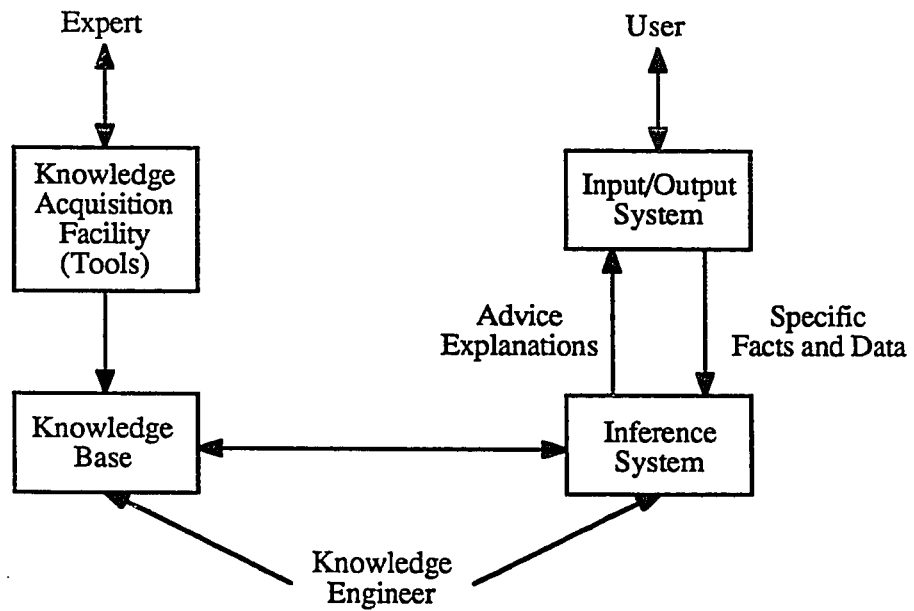 Expert
User
Knowledge
Acquisition
Facility
(Tools)
Input/Output
System
Advice
Explanations
Specific
Facts and Data
Knowledge
Base
Inference
System
Knowledge
Engineer